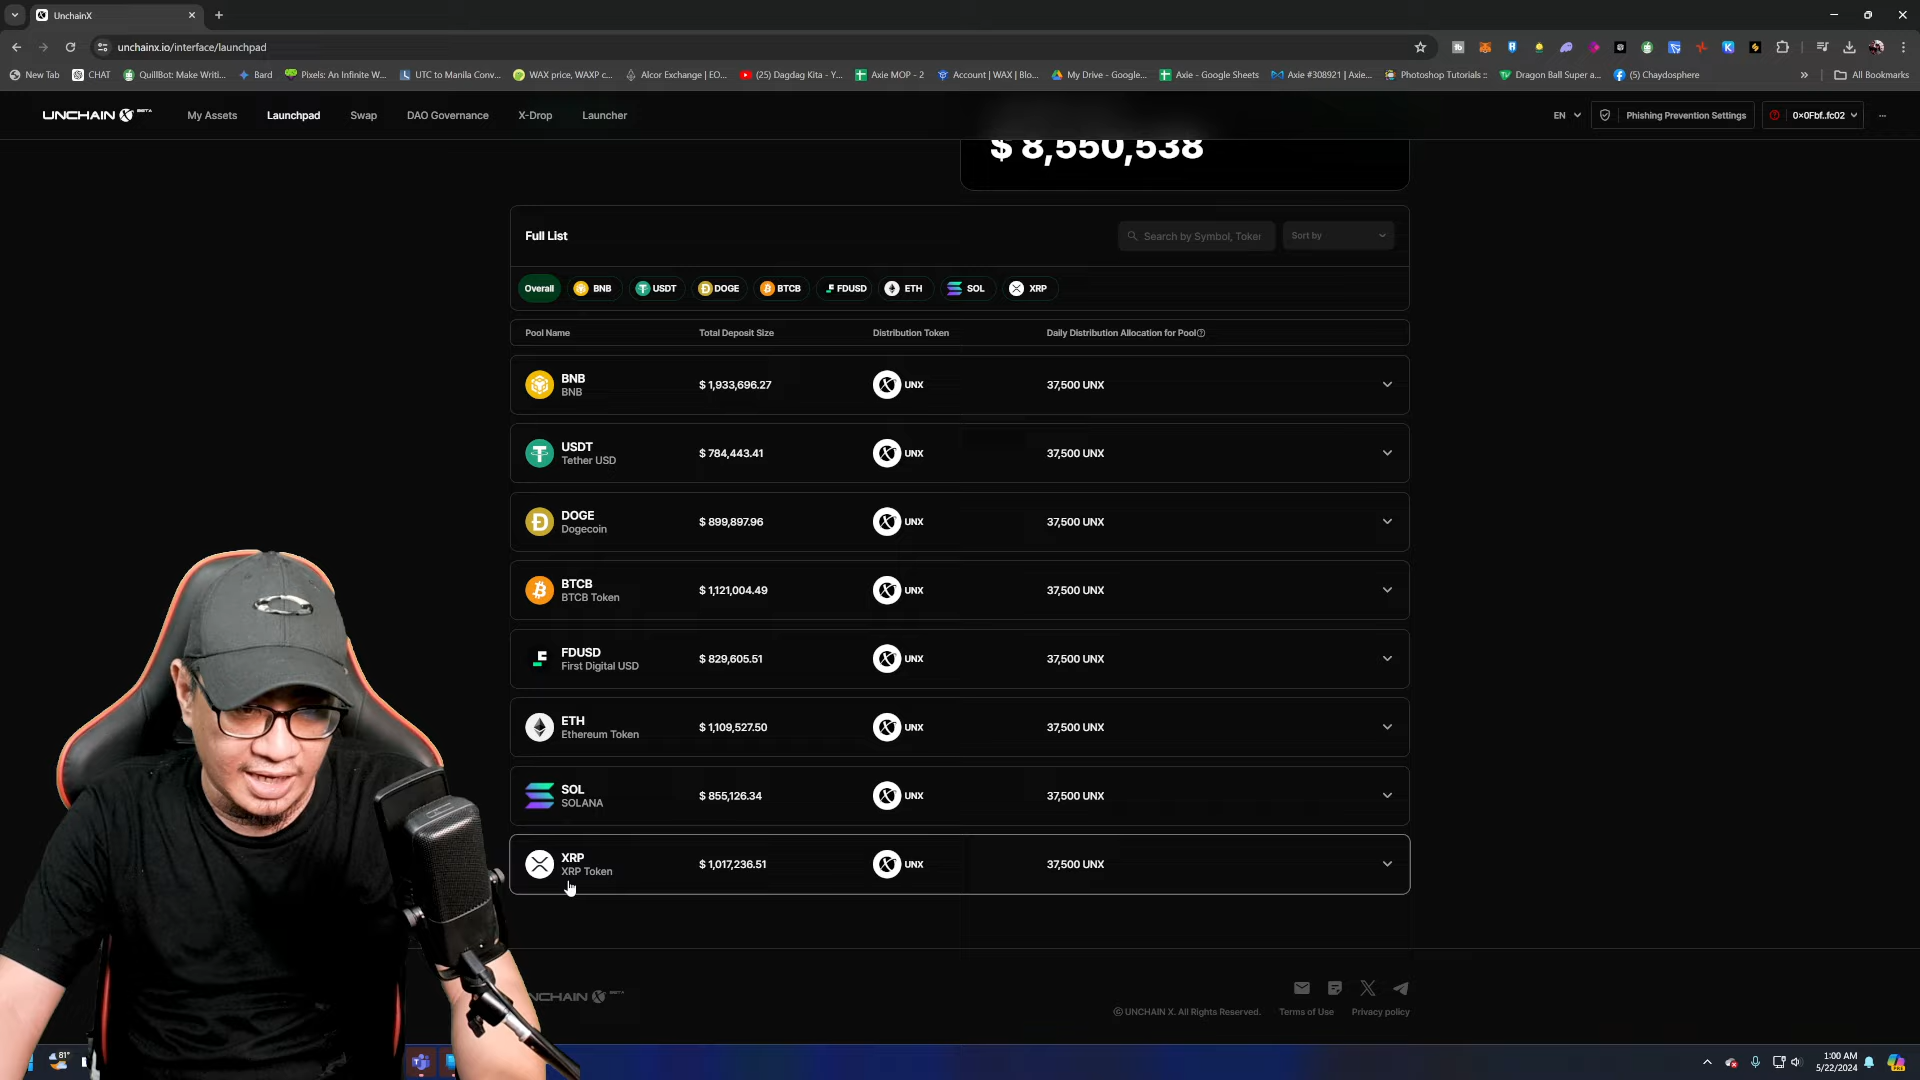 UnchainX
unchainx.io/interface/launchpad
New Tab
CHAT
QuillBot: Make Writi...
Bard
Pixels: An Infinite W...
UTC to Manila Conv...
WAX price, WAXP c...
Alcor Exchange | EO...
(25) Dagdag Kita - Y...
Axie MOP - 2
Account | WAX | Blo...
My Drive - Google...
Axie - Google Sheets
Axie #308921 | Axie...
Photoshop Tutorials ::
Dragon Ball Super a...
(5) Chaydosphere
All Bookmarks
UNCHAIN X BETA
My Assets
Launchpad
Swap
DAO Governance
X-Drop
Launcher
EN
Phishing Prevention Settings
0x0Fbf..fc02
$ 8,550,538
Full List
Search by Symbol, Token
Sort by
Overall
BNB
USDT
DOGE
BTCB
FDUSD
ETH
SOL
XRP
Pool Name
Total Deposit Size
Distribution Token
Daily Distribution Allocation for Pool
BNB
BNB
$ 1,933,696.27
UNX
37,500 UNX
USDT
Tether USD
$ 784,443.41
UNX
37,500 UNX
DOGE
Dogecoin
$ 899,897.96
UNX
37,500 UNX
BTCB
BTCB Token
$ 1,121,004.49
UNX
37,500 UNX
FDUSD
First Digital USD
$ 829,605.51
UNX
37,500 UNX
ETH
Ethereum Token
$ 1,109,527.50
UNX
37,500 UNX
SOL
SOLANA
$ 855,126.34
UNX
37,500 UNX
XRP
XRP Token
$ 1,017,236.51
UNX
37,500 UNX
NCHAIN X BETA
© UNCHAIN X. All Rights Reserved.
Terms of Use
Privacy policy
81°
1:00 AM
5/22/2024